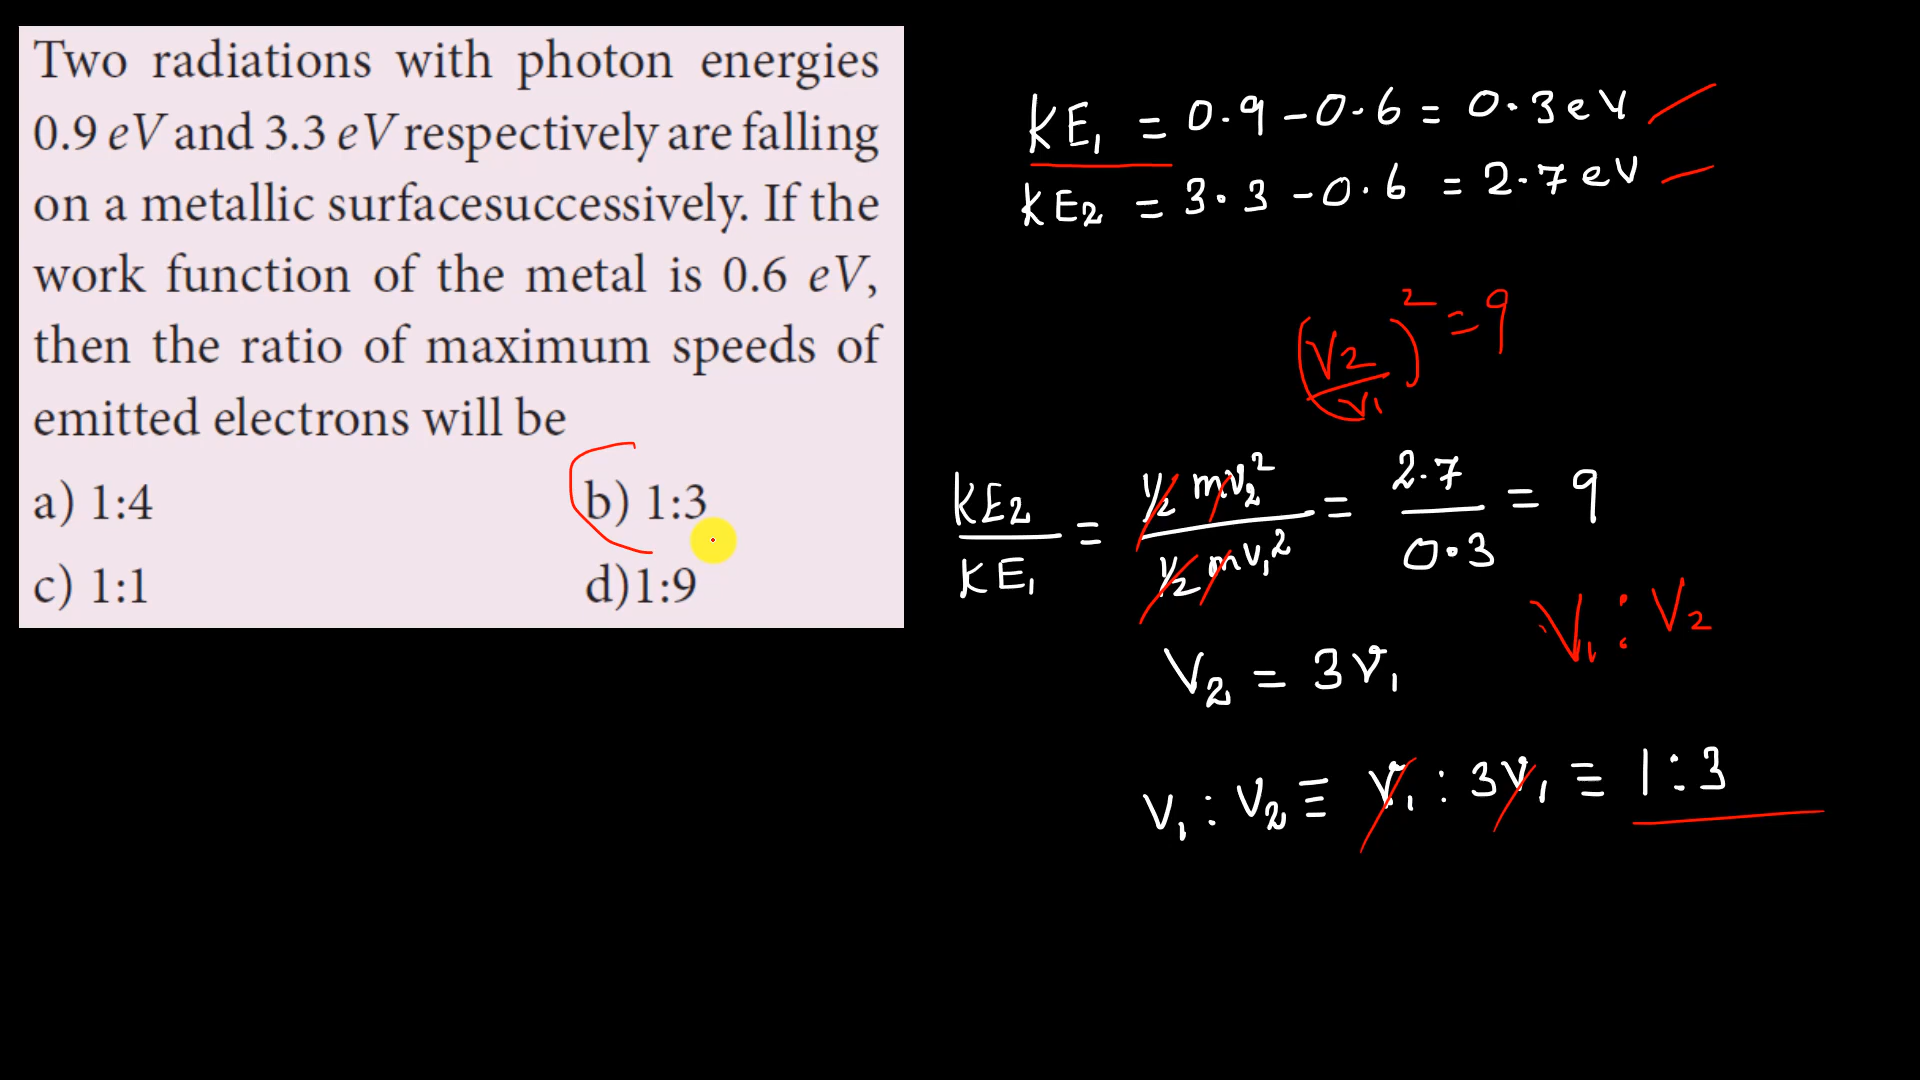 Two radiations with photon energies
0.9 eV and 3.3 eV respectively are falling
on a metallic surfacesuccessively. If the
work function of the metal is 0.6 eV,
then the ratio of maximum speeds of
emitted electrons will be
a) 1:4 b) 1:3
c) 1:1 d)1:9
KE₁ = 0.9 - 0.6 = 0.3 eV
KE₂ = 3.3 - 0.6 = 2.7 eV
(V₂/V₁)² = 9
KE₂/KE₁ = ½ mv₂²/½ mv₁² = 2.7/0.3 = 9
V₁ : V₂
V₂ = 3V₁
V₁ : V₂ ≡ V₁ : 3V₁ ≡ 1:3